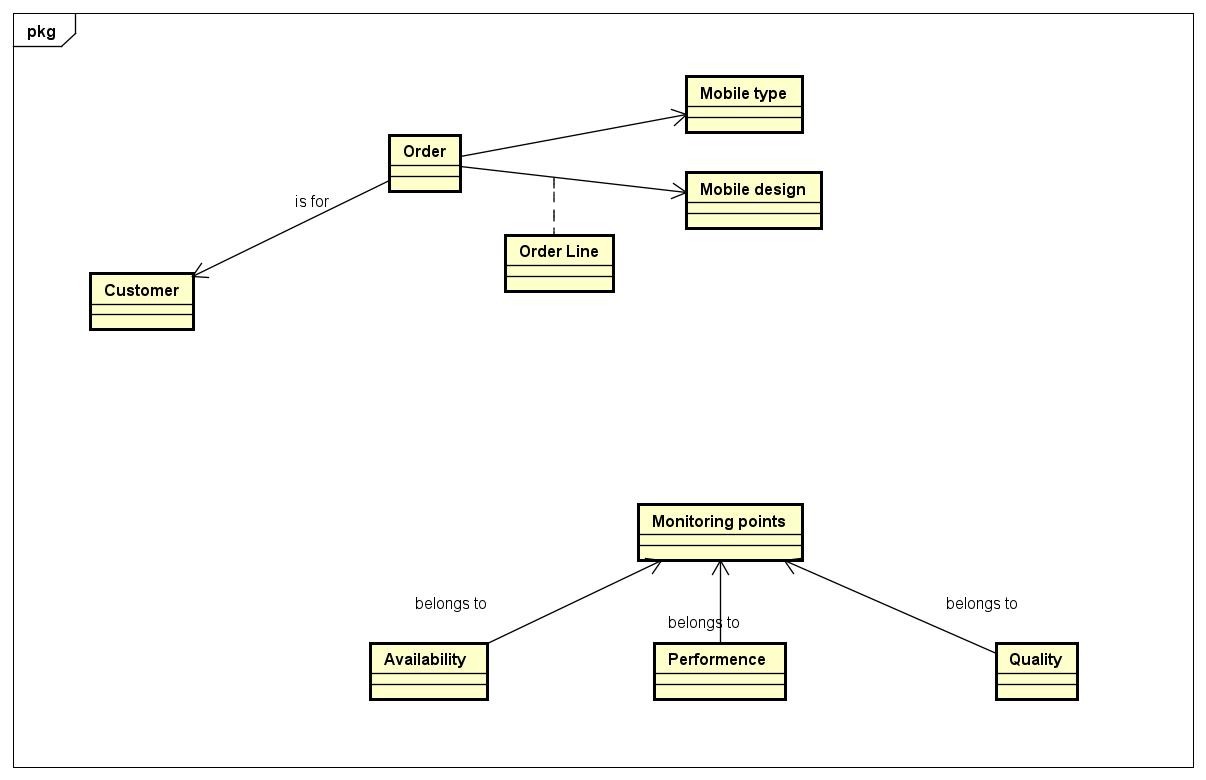 pkg
Mobile type
Order
Mobile design
is for
Order Line
Customer
Monitoring points
belongs to
belongs to
belongs to
Availability
Performence
Quality